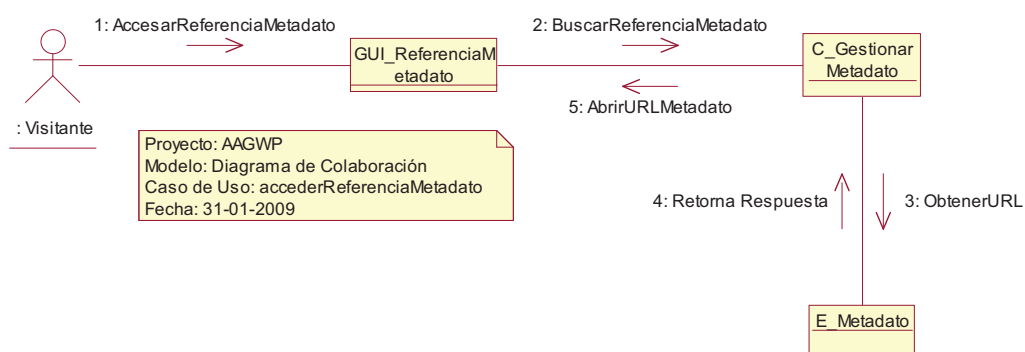 1: AccesarReferenciaMetadato
2: BuscarReferenciaMetadato
GUI_ReferenciaM
etadato
C_Gestionar
Metadato
5: AbrirURLMetadato
: Visitante
Proyecto: AAGWP
Modelo: Diagrama de Colaboración
Caso de Uso: accederReferenciaMetadato
Fecha: 31-01-2009
4: Retorna Respuesta
3: ObtenerURL
E_Metadato